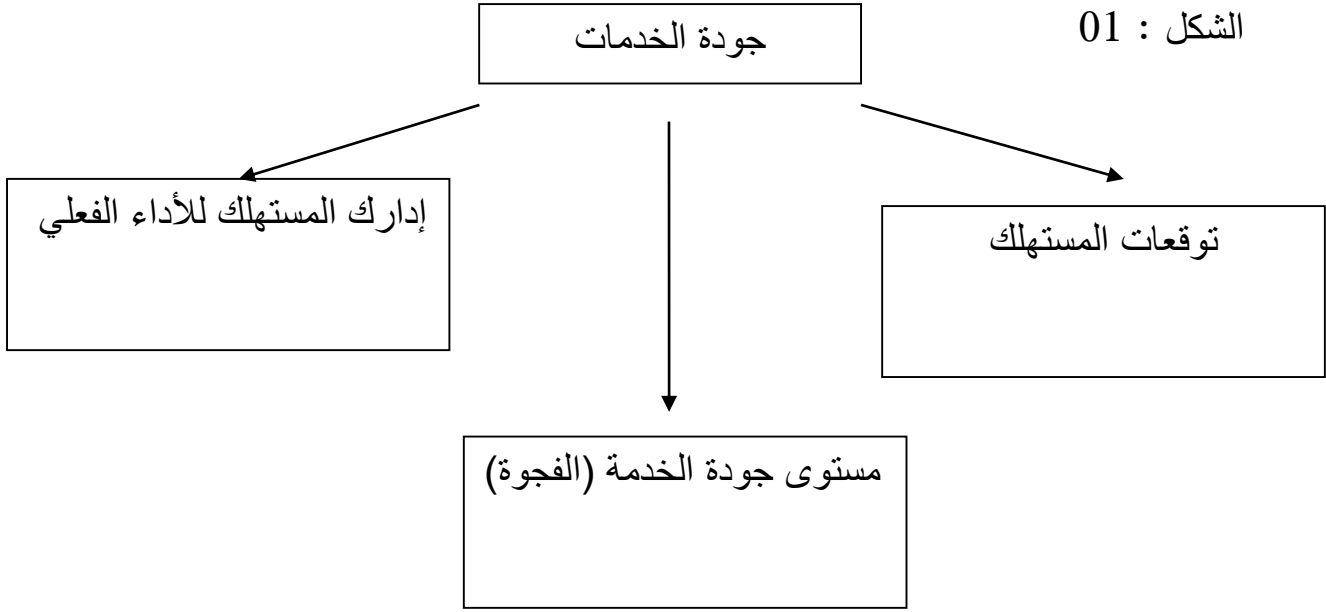 الشكل : 01
جودة الخدمات
توقعات المستهلك
إدارك المستهلك للأداء الفعلي
مستوى جودة الخدمة (الفجوة)